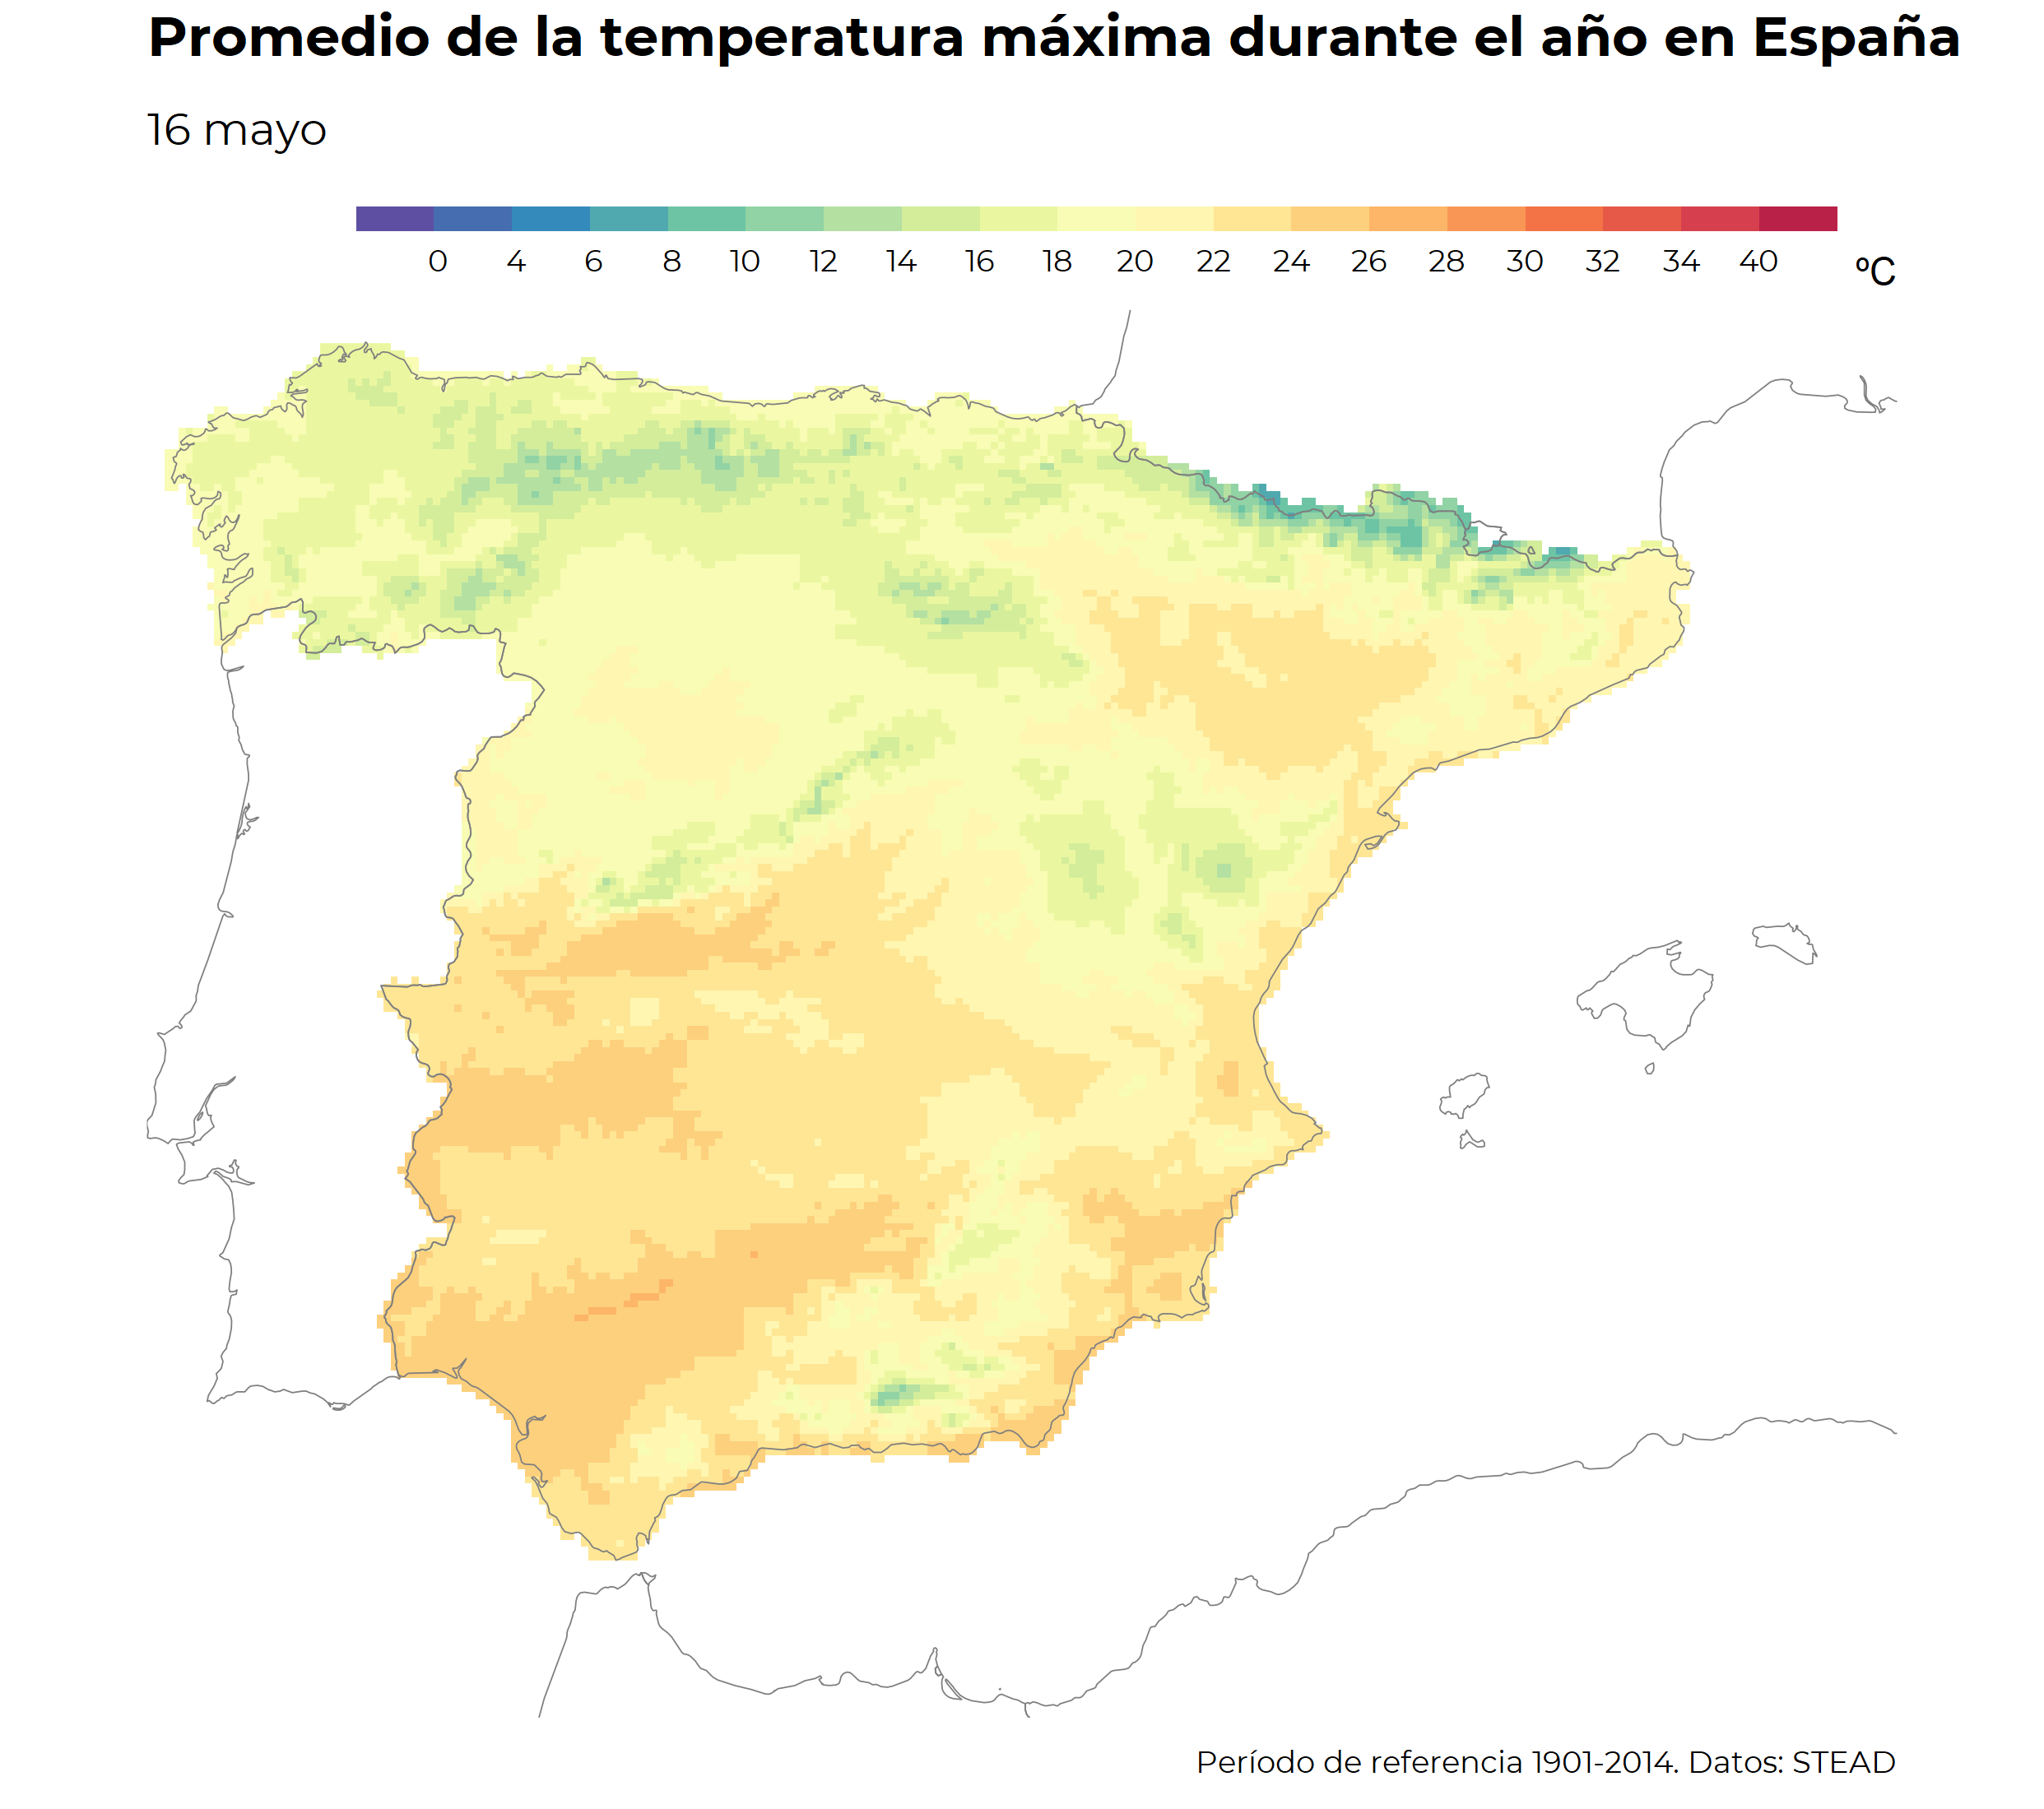 Promedio de la temperatura máxima durante el año en España
16 mayo
0 4 6 8 10 12 14 16 18 20 22 24 26 28 30 32 34 40 ºC
Período de referencia 1901-2014. Datos: STEAD